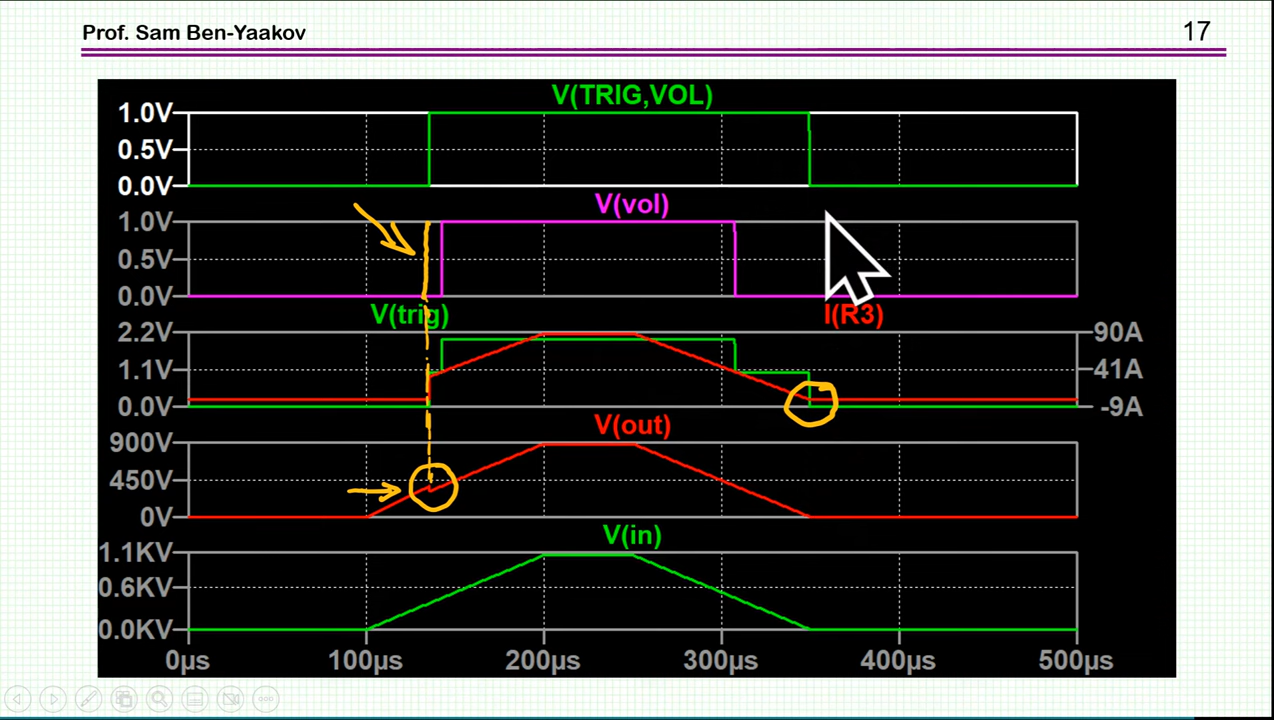 Prof. Sam Ben-Yaakov
17
V(TRIG,VOL)
1.0V
0.5V
0.0V
V(vol)
1.0V
0.5V
0.0V
V(trig) I(R3)
2.2V 90A
1.1V 41A
0.0V -9A
V(out)
900V
450V
0V
V(in)
1.1KV
0.6KV
0.0KV
0µs 100µs 200µs 300µs 400µs 500µs